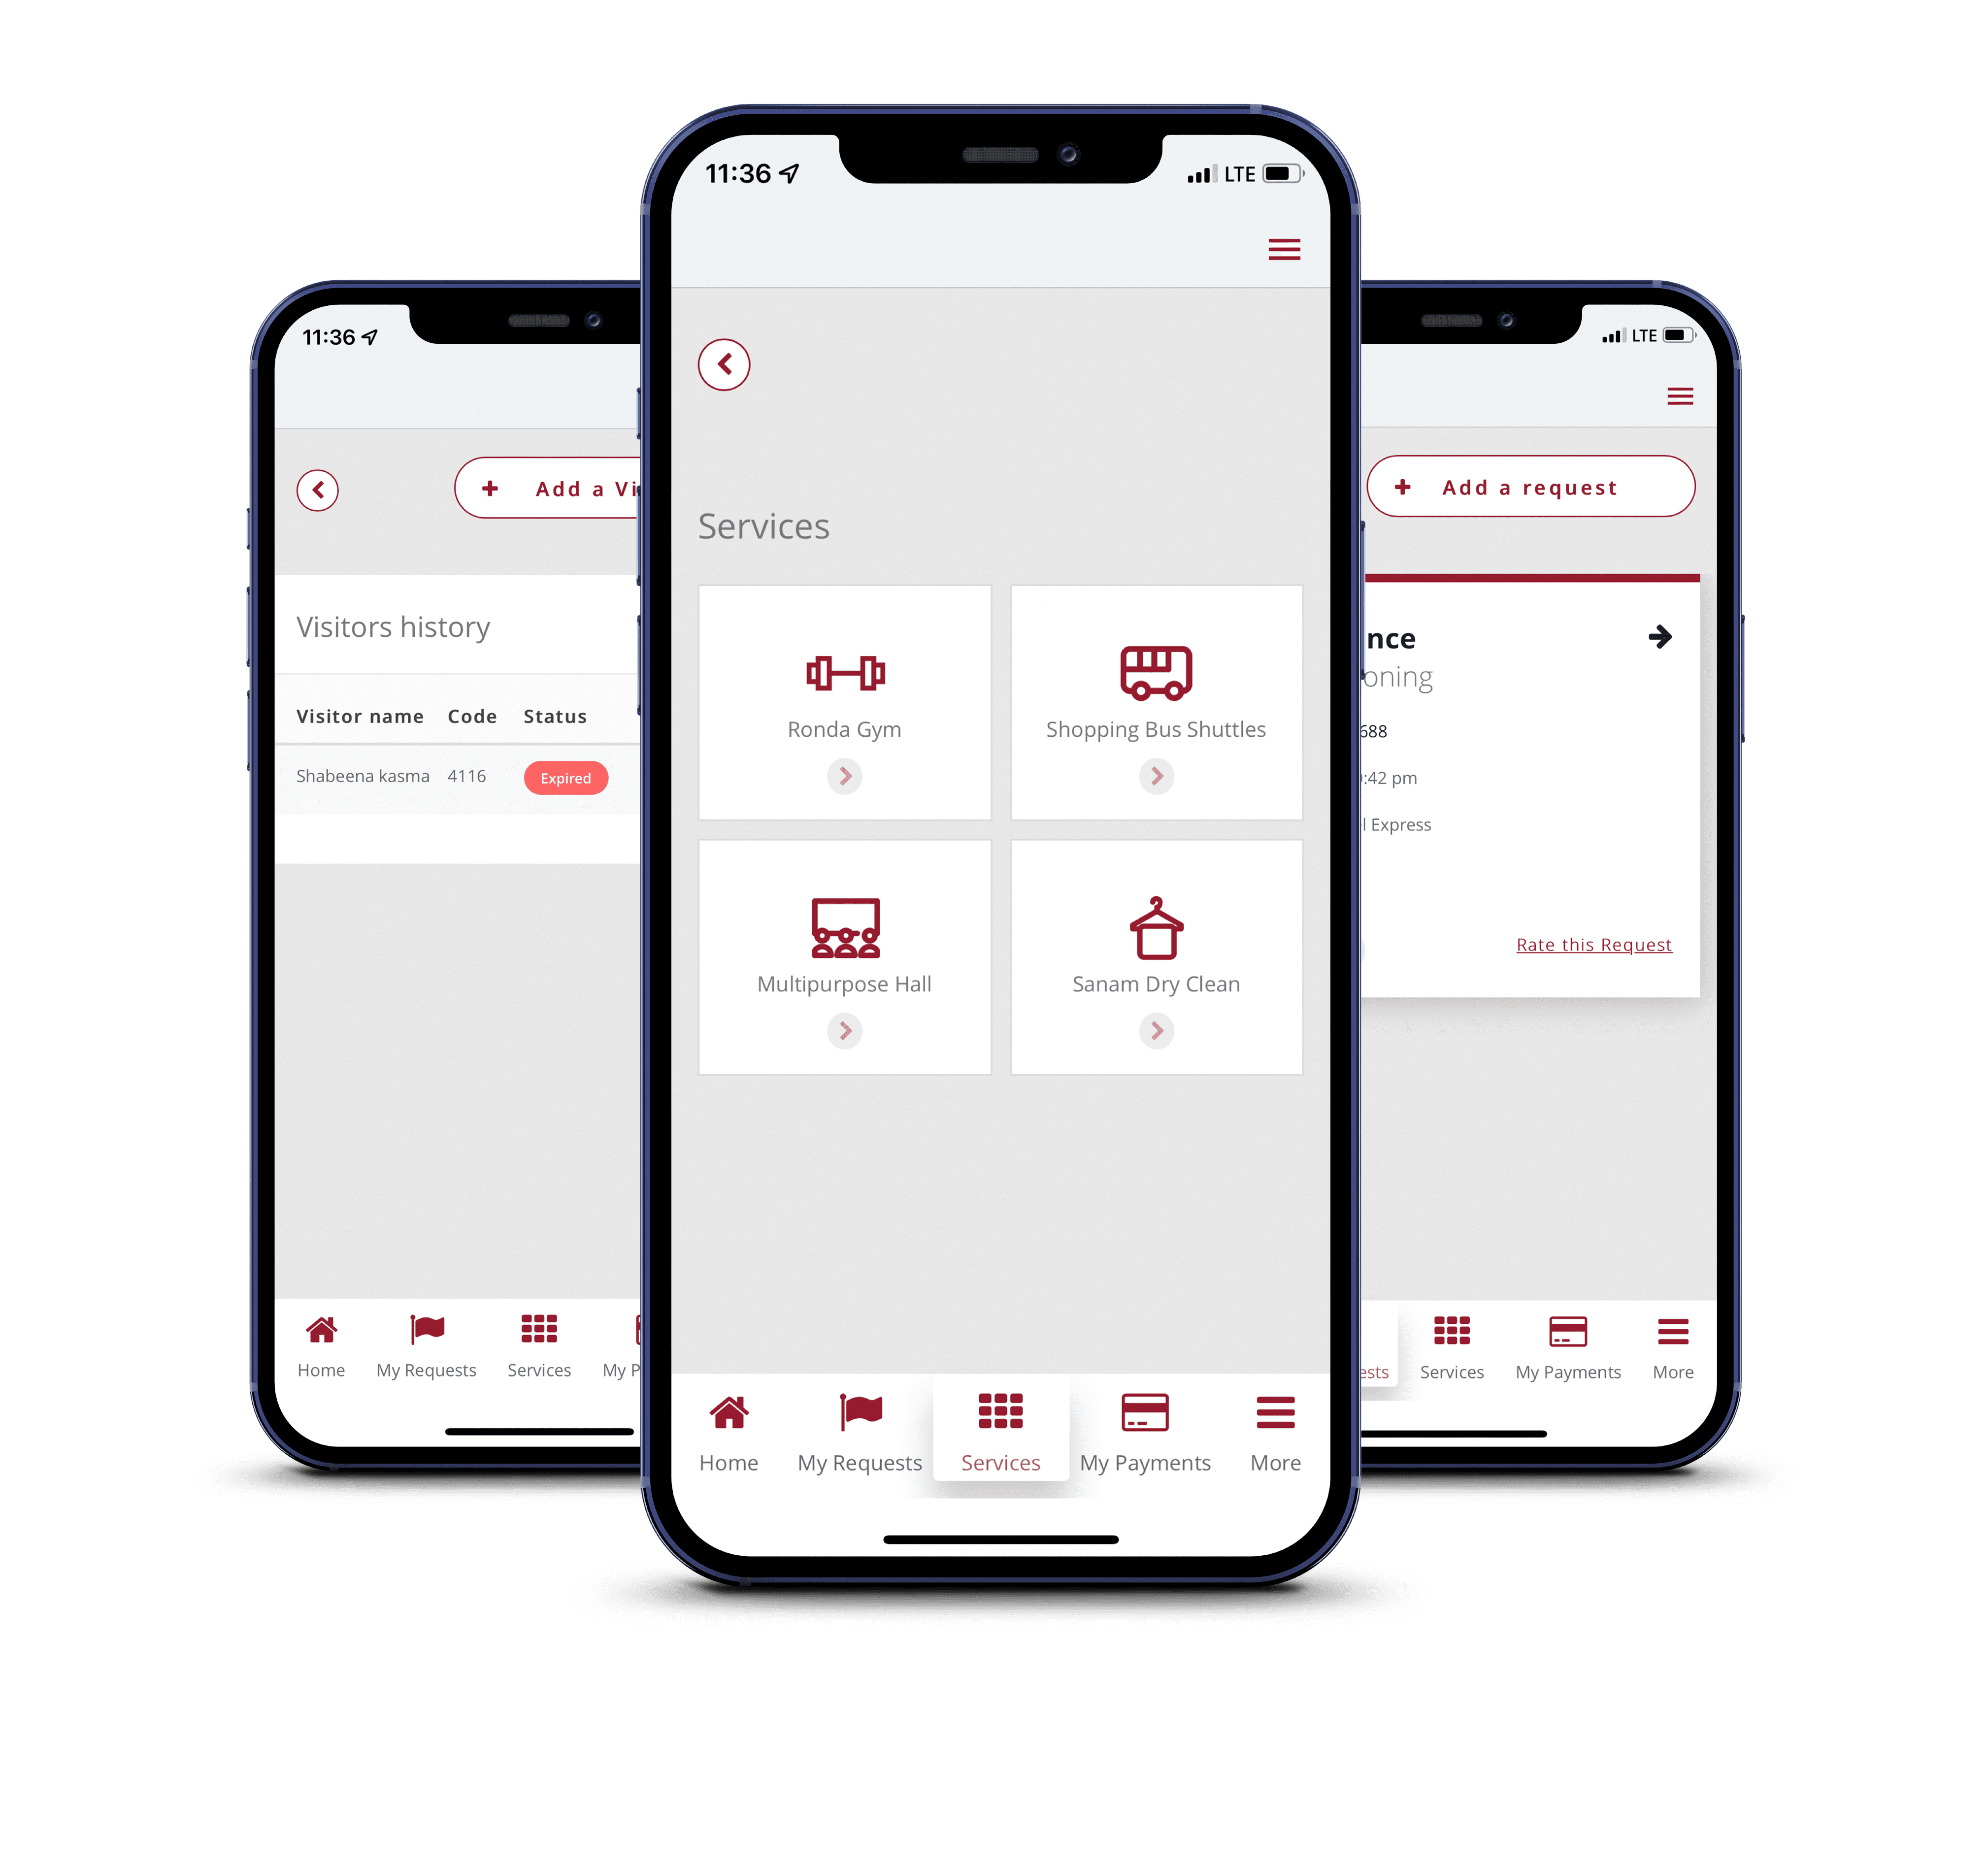 11:36
Add a Vi
Visitors history
Visitor name Code Status
Shabeena kasma 4116 Expired
Home My Requests Services My P
11:36 LTE
Services
Ronda Gym Shopping Bus Shuttles
Multipurpose Hall Sanam Dry Clean
Home My Requests Services My Payments More
LTE
Add a request
nce
oning
688
:42 pm
l Express
Rate this Request
ests Services My Payments More